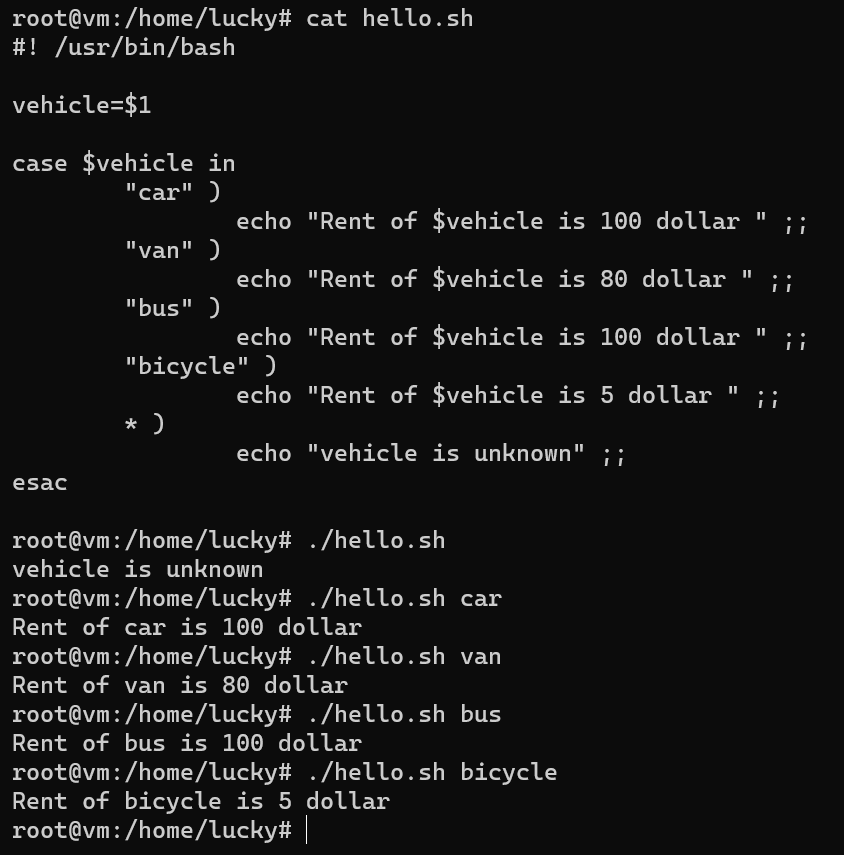 root@vm:/home/lucky# cat hello.sh
#! /usr/bin/bash
vehicle=$1
case $vehicle in
"car" )
echo "Rent of $vehicle is 100 dollar " ;;
"van" )
echo "Rent of $vehicle is 80 dollar " ;;
"bus" )
echo "Rent of $vehicle is 100 dollar " ;;
"bicycle" )
echo "Rent of $vehicle is 5 dollar " ;;
* )
echo "vehicle is unknown" ;;
esac
root@vm:/home/lucky# ./hello.sh
vehicle is unknown
root@vm:/home/lucky# ./hello.sh car
Rent of car is 100 dollar
root@vm:/home/lucky# ./hello.sh van
Rent of van is 80 dollar
root@vm:/home/lucky# ./hello.sh bus
Rent of bus is 100 dollar
root@vm:/home/lucky# ./hello.sh bicycle
Rent of bicycle is 5 dollar
root@vm:/home/lucky#